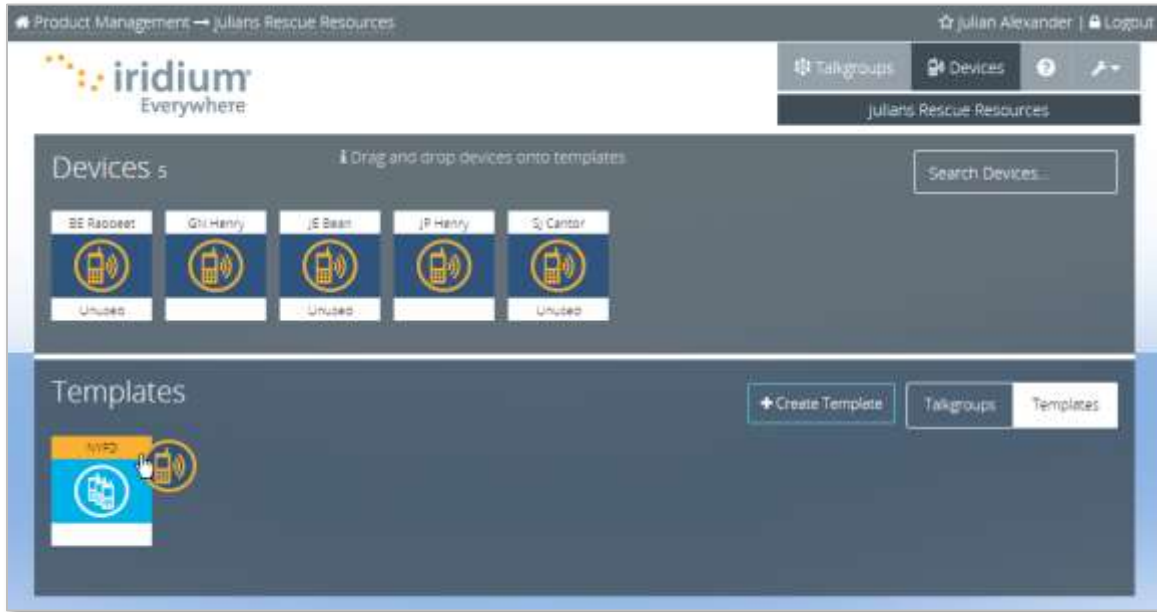 Product Management → Julians Rescue Resources
Julian Alexander | Logout
iridium
Everywhere
Talkgroups Devices ?
Julians Rescue Resources
Devices 5
i Drag and drop devices onto templates
Search Devices...
BE Rabbeet GN Henry JE Bean JP Henry SJ Cantor
Unused Unused Unused
Templates
+ Create Template Talkgroups Templates
NYFD